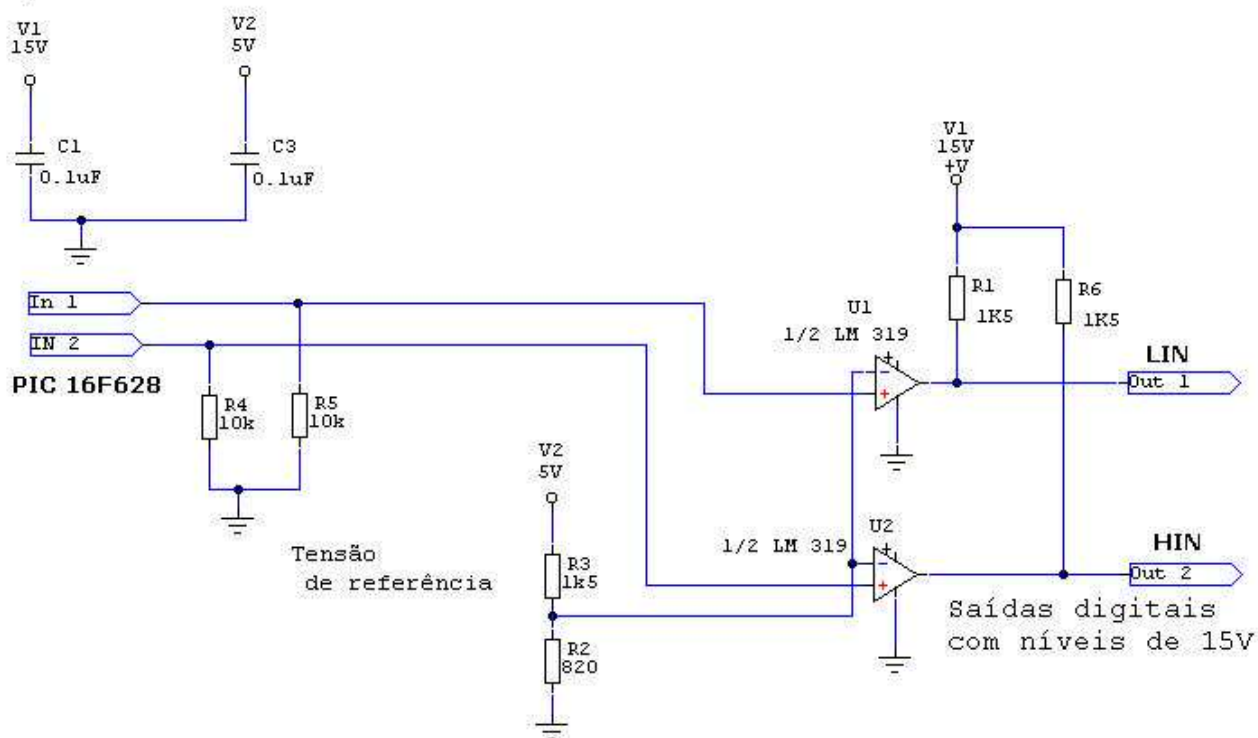 V1
15V
V2
5V
C1
0.1uF
C3
0.1uF
V1
15V
+V
In 1
IN 2
PIC 16F628
R4
10k
R5
10k
R1
1K5
R6
1K5
U1
1/2 LM 319
LIN
Out 1
V2
5V
Tensão
de referência
R3
1k5
R2
820
U2
1/2 LM 319
HIN
Out 2
Saídas digitais
com níveis de 15V